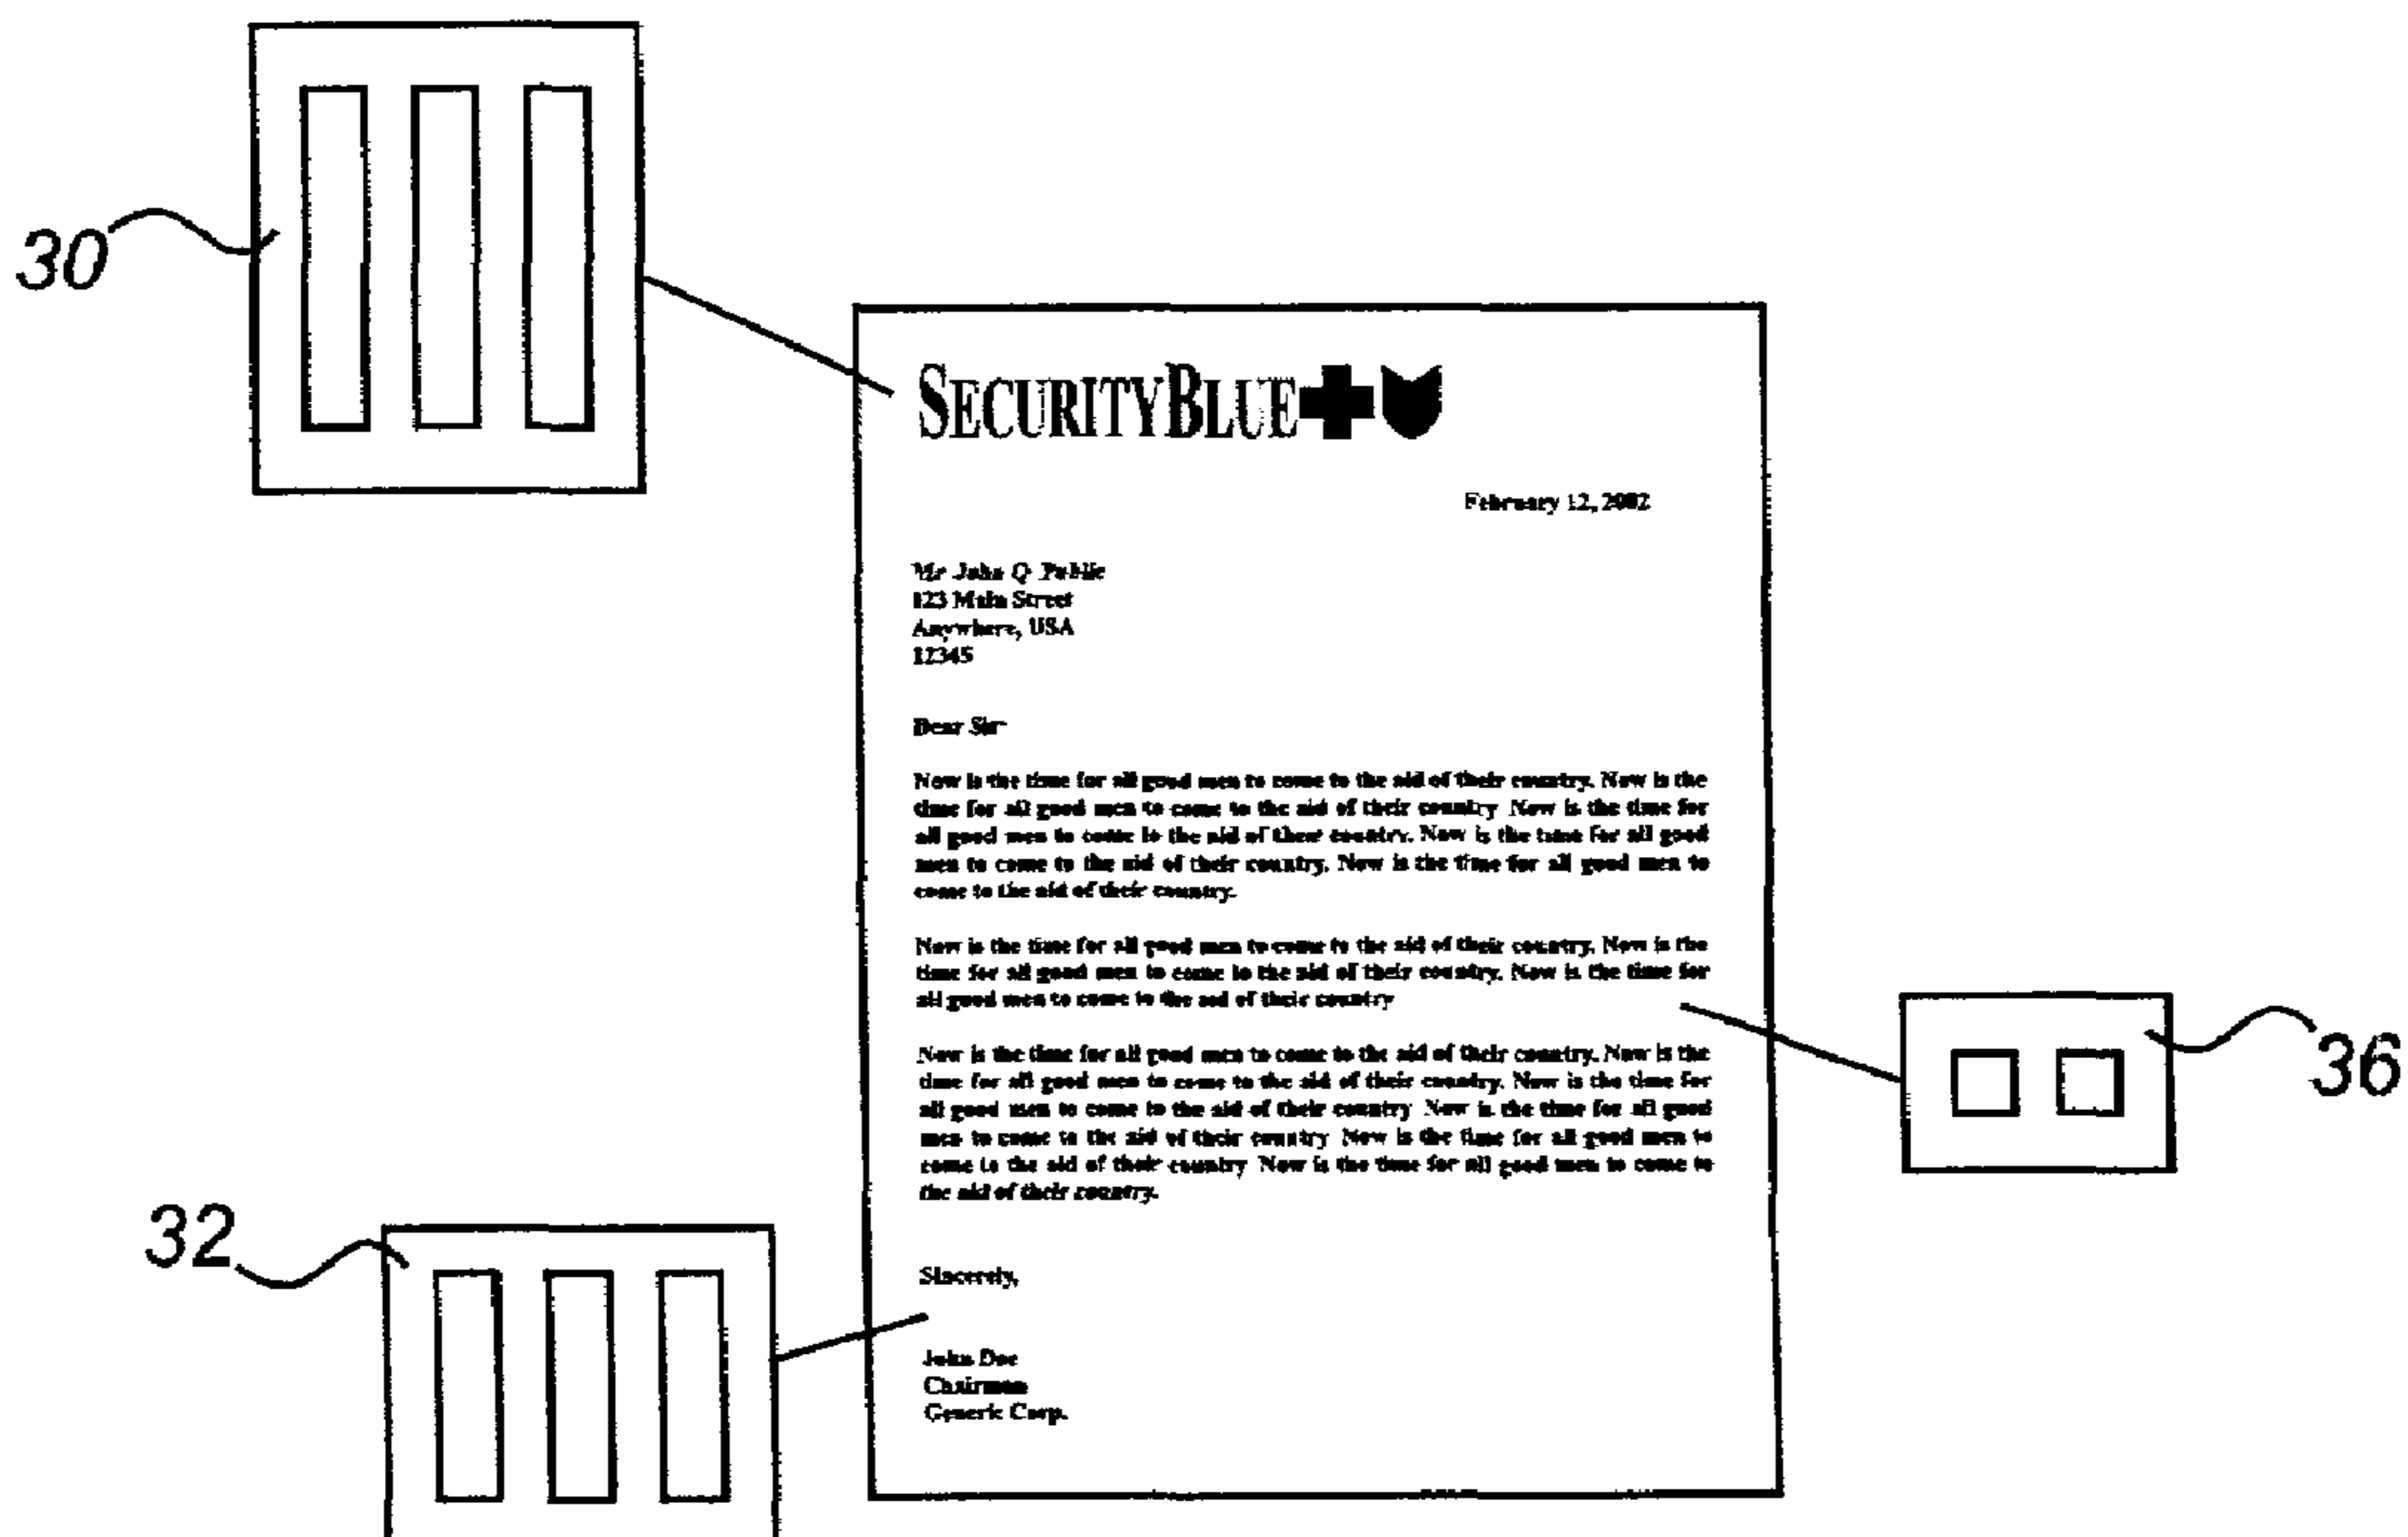 30
SECURITYBLUE
February 12, 2002
Mr John Q Public
123 Main Street
Anywhere, USA
12345
Dear Sir
Now is the time for all good men to come to the aid of their country. Now is the
time for all good men to come to the aid of their country Now is the time for
all good men to come to the aid of their country. Now is the time for all good
men to come to the aid of their country. Now is the time for all good men to
come to the aid of their country.
Now is the time for all good men to come to the aid of their country. Now is the
time for all good men to come to the aid of their country. Now is the time for
all good men to come to the aid of their country
36
Now is the time for all good men to come to the aid of their country. Now is the
time for all good men to come to the aid of their country. Now is the time for
all good men to come to the aid of their country Now is the time for all good
men to come to the aid of their country Now is the time for all good men to
come to the aid of their country Now is the time for all good men to come to
the aid of their country.
32
Sincerely,
John Doe
Chairman
Generic Corp.